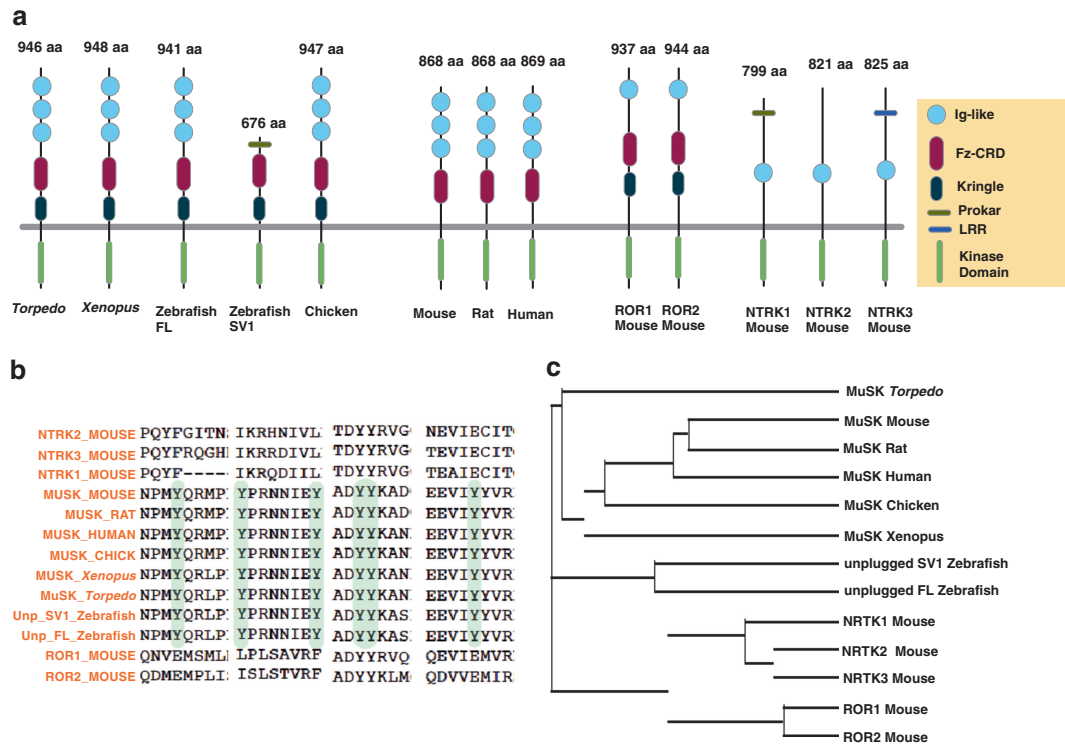 a
946 aa
948 aa
941 aa
676 aa
947 aa
868 aa
868 aa
869 aa
937 aa
944 aa
799 aa
821 aa
825 aa
Ig-like
Fz-CRD
Kringle
Prokar
LRR
Kinase
Domain
Torpedo
Xenopus
Zebrafish
FL
Zebrafish
SV1
Chicken
Mouse
Rat
Human
ROR1
Mouse
ROR2
Mouse
NTRK1
Mouse
NTRK2
Mouse
NTRK3
Mouse
b
NTRK2_MOUSE PQYFGITN IKRHNIVL TDYYRVG NEVIECIT
NTRK3_MOUSE PQYFRQGH IKRRDIVL TDYYRVG TEVIECIT
NTRK1_MOUSE PQYF----- IKRQDIIL TDYYRVG TEAIECIT
MUSK_MOUSE NPMYQRMP YPRNNIEY ADYYKAD EEVIYYVR
MUSK_RAT NPMYQRMP YPRNNIEY ADYYKAD EEVIYYVR
MUSK_HUMAN NPMYQRMP YPRNNIEY ADYYKAN EEVIYYVR
MUSK_CHICK NPMYQRMP YPRNNIEY ADYYKAN EEVIYYVR
MUSK_Xenopus NPMYQRLP YPRNNIEY ADYYKAN EEVIYYVR
MuSK_Torpedo NPMYQRLP YPRNNIEY ADYYKAN EEVIYYVR
Unp_SV1_Zebrafish NPMYQRLP YPRNNIEY ADYYKAS EEVIYYVR
Unp_FL_Zebrafish NPMYQRLP YPRNNIEY ADYYKAS EEVIYYVR
ROR1_MOUSE QNVEMSML LPLSAVRF ADYYRVQ QEVIEMVR
ROR2_MOUSE QDMEMPLI ISLSTVRF ADYYKLM QDVVEMIR
c
MuSK Torpedo
MuSK Mouse
MuSK Rat
MuSK Human
MuSK Chicken
MuSK Xenopus
unplugged SV1 Zebrafish
unplugged FL Zebrafish
NRTK1 Mouse
NRTK2 Mouse
NRTK3 Mouse
ROR1 Mouse
ROR2 Mouse